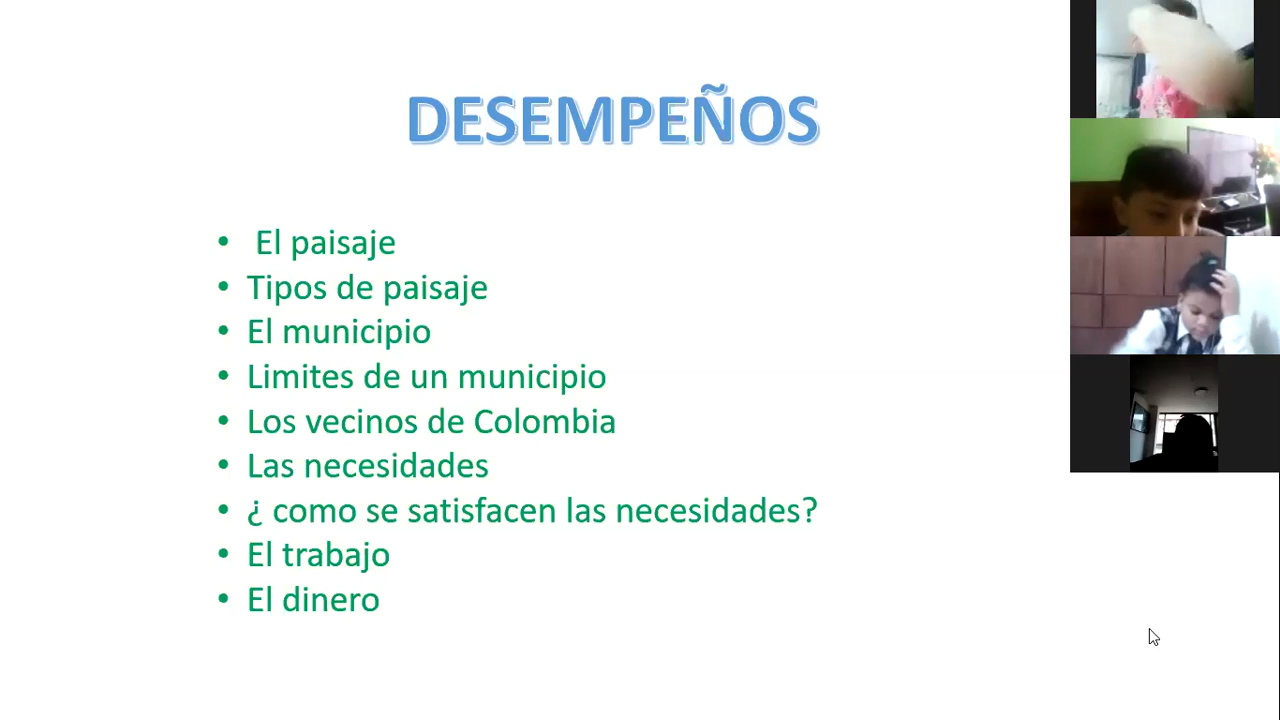 DESEMPEÑOS
• El paisaje
• Tipos de paisaje
• El municipio
• Limites de un municipio
• Los vecinos de Colombia
• Las necesidades
• ¿ como se satisfacen las necesidades?
• El trabajo
• El dinero